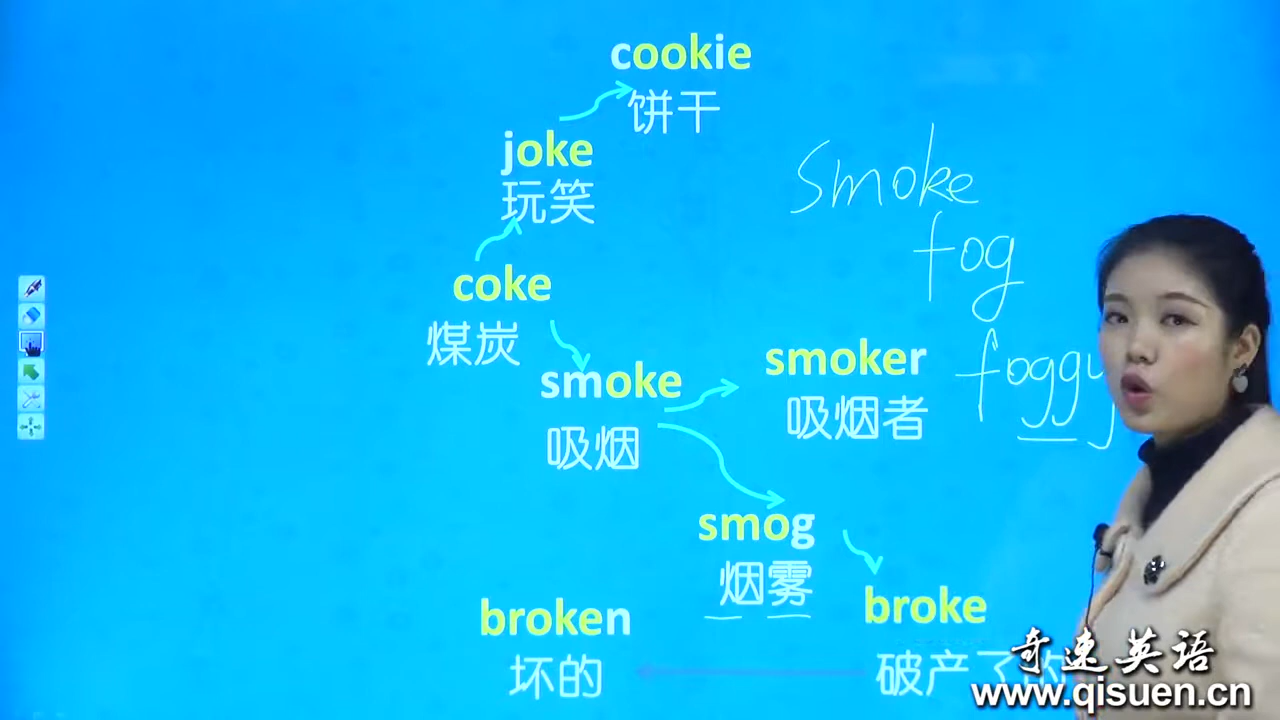 cookie
饼干
joke
玩笑
smoke
fog
coke
煤炭
foggy
smoke
吸烟
smoker
吸烟者
smog
烟雾
broke
破产了的
broken
坏的
奇速英语
www.qisuen.cn